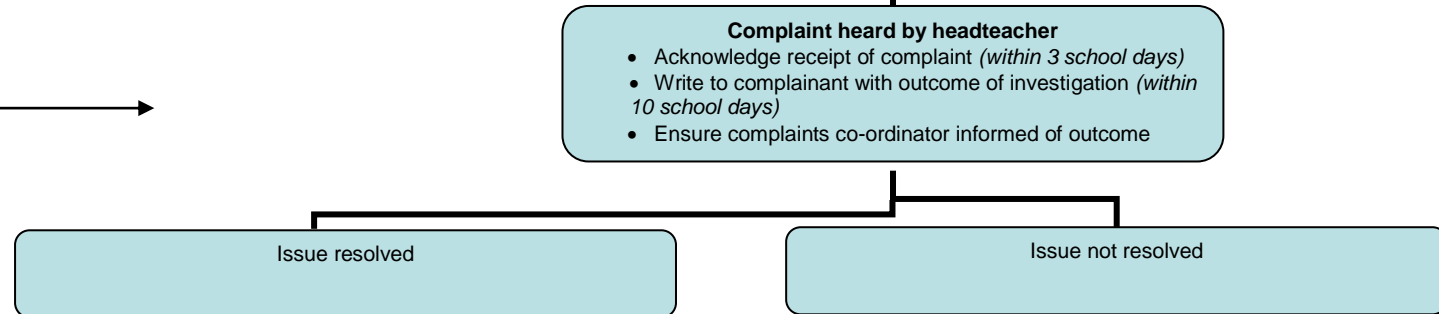 Complaint heard by headteacher
• Acknowledge receipt of complaint (within 3 school days)
• Write to complainant with outcome of investigation (within
10 school days)
• Ensure complaints co-ordinator informed of outcome
Issue resolved
Issue not resolved